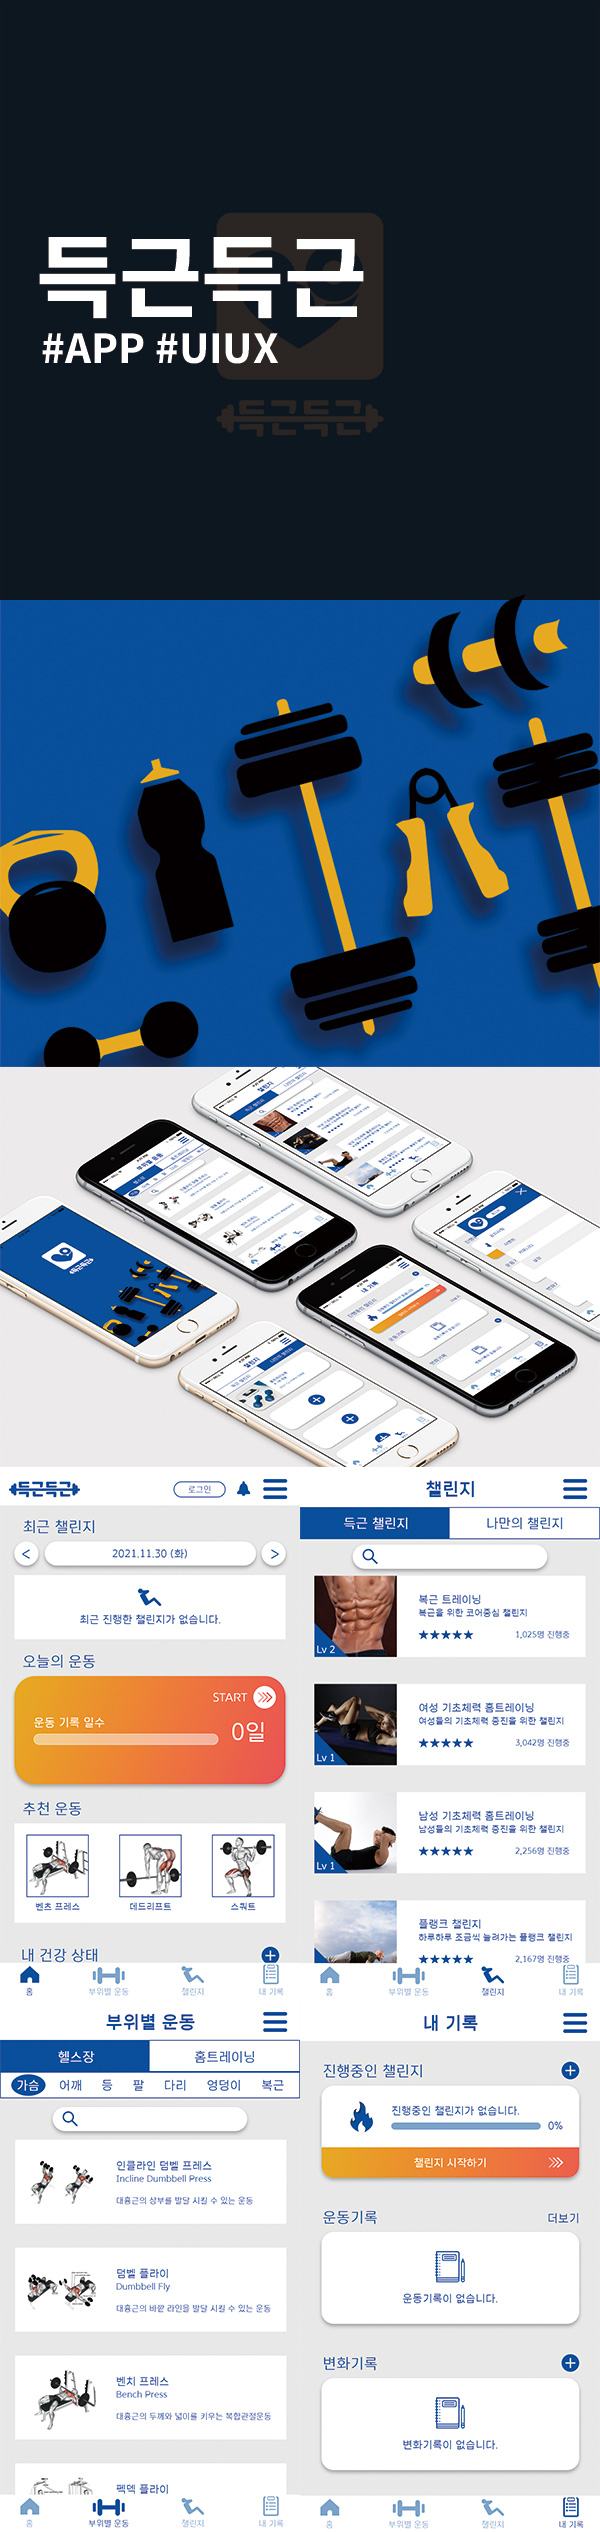 득근득근
#APP #UIUX
득근득근
득근득근
챌린지
부위별 운동
내 기록
챌린지
득근득근
로그인
최근 챌린지
<
2021.11.30 (화)
>
최근 진행한 챌린지가 없습니다.
오늘의 운동
START
운동 기록 일수
0일
추천 운동
벤츠 프레스
데드리프트
스쿼트
내 건강 상태
홈
부위별 운동
챌린지
내 기록
챌린지
득근 챌린지
나만의 챌린지
Lv 2
복근 트레이닝
복근을 위한 코어중심 챌린지
★★★★★
1,025명 진행중
Lv 1
여성 기초체력 홈트레이닝
여성들의 기초체력 증진을 위한 챌린지
★★★★★
3,042명 진행중
Lv 1
남성 기초체력 홈트레이닝
남성들의 기초체력 증진을 위한 챌린지
★★★★★
2,256명 진행중
플랭크 챌린지
하루하루 조금씩 늘려가는 플랭크 챌린지
★★★★★
2,167명 진행중
홈
부위별 운동
챌린지
내 기록
부위별 운동
헬스장
홈트레이닝
가슴 어깨 등 팔 다리 엉덩이 복근
인클라인 덤벨 프레스
Incline Dumbbell Press
대흉근의 상부를 발달 시킬 수 있는 운동
덤벨 플라이
Dumbbell Fly
대흉근의 바깥 라인을 발달 시킬 수 있는 운동
벤치 프레스
Bench Press
대흉근의 두께와 넓이를 키우는 복합관절운동
펙덱 플라이
홈
부위별 운동
챌린지
내 기록
내 기록
진행중인 챌린지
진행중인 챌린지가 없습니다.
0%
챌린지 시작하기
운동기록
더보기
운동기록이 없습니다.
변화기록
변화기록이 없습니다.
홈
부위별 운동
챌린지
내 기록